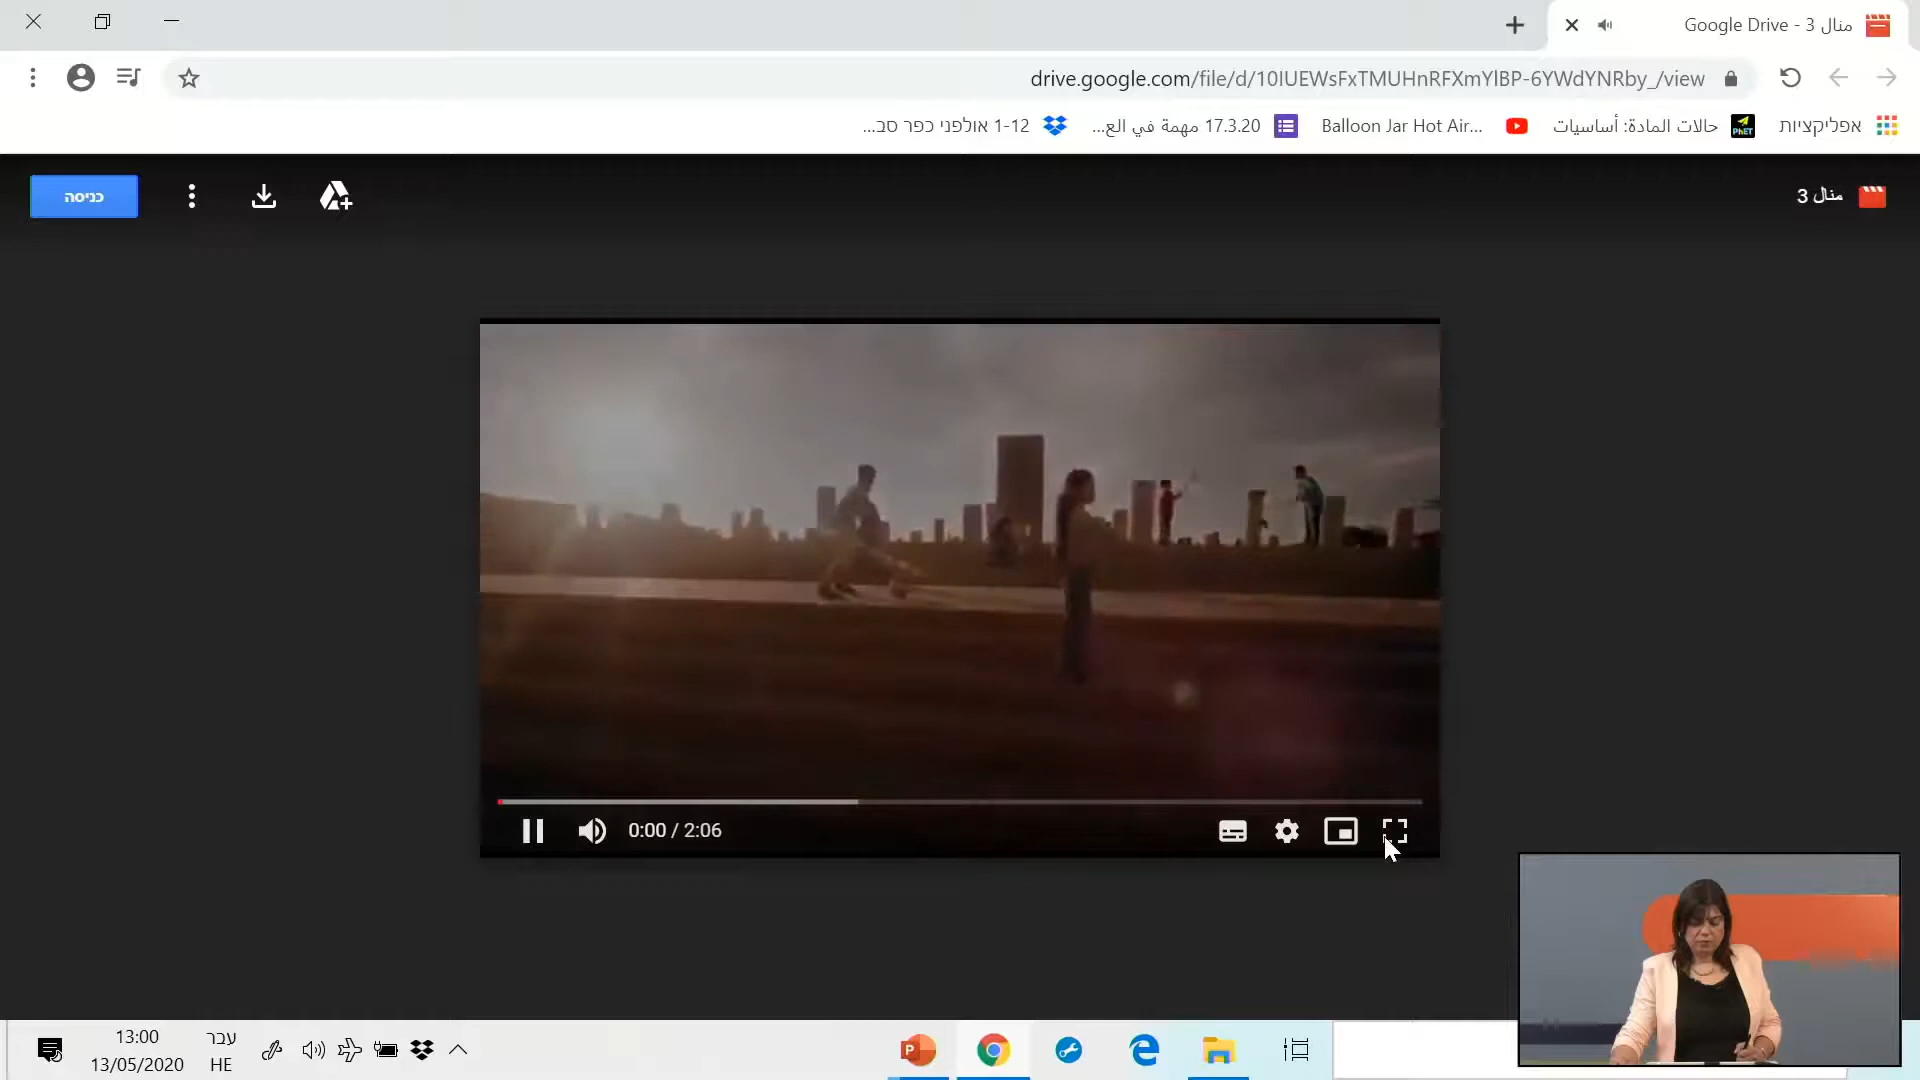 منال 3 - Google Drive
drive.google.com/file/d/10IUEWsFxTMUHnRFXmYlBP-6YWdYNRby_/view
אפליקציות
حالات المادة: أساسيات
Balloon Jar Hot Air...
17.3.20 مهمة في الع...
1-12 אולפני כפר סב...
منال 3
כניסה
0:00 / 2:06
13:00
13/05/2020
עבר
HE